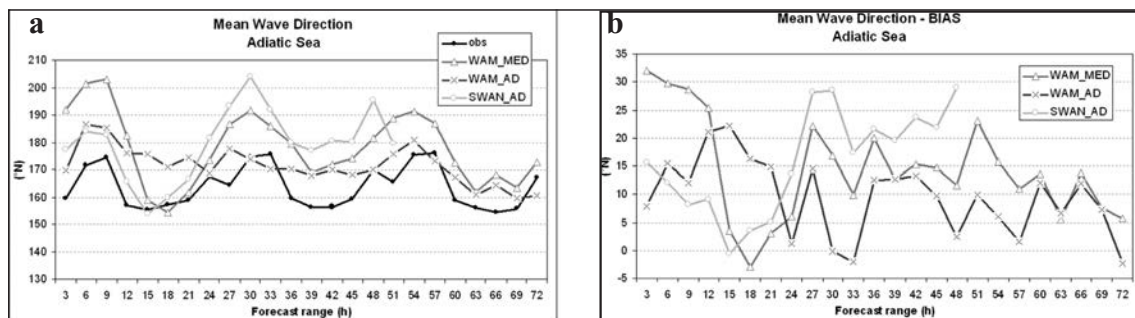 a
Mean Wave Direction
Adiatic Sea
obs
WAM_MED
WAM_AD
SWAN_AD
210
200
190
180
170
160
150
140
130
(°N)
3 6 9 12 15 18 21 24 27 30 33 36 39 42 45 48 51 54 57 60 63 66 69 72
Forecast range (h)
b
Mean Wave Direction - BIAS
Adiatic Sea
WAM_MED
WAM_AD
SWAN_AD
35
30
25
20
15
10
5
0
-5
(°N)
3 6 9 12 15 18 21 24 27 30 33 36 39 42 45 48 51 54 57 60 63 66 69 72
Forecast range (h)